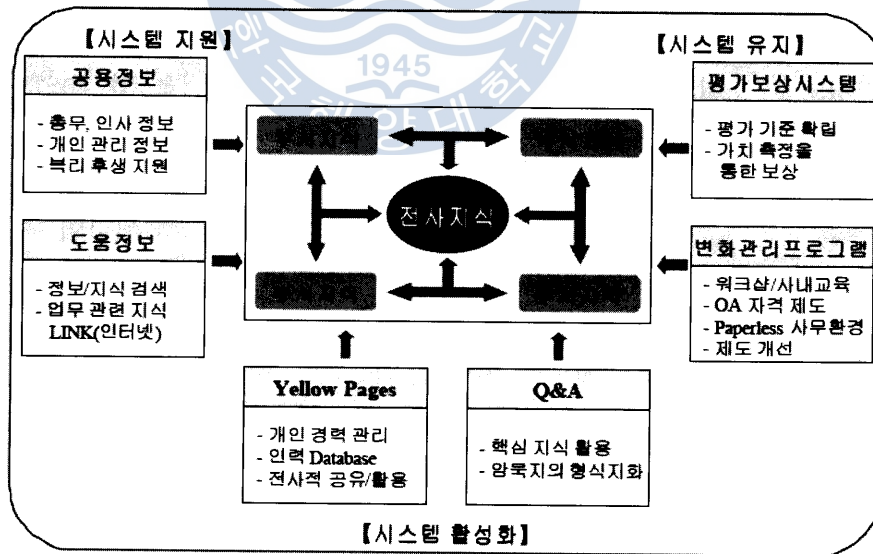 【시스템 지원】
【시스템 유지】
공용정보
- 총무, 인사 정보
- 개인 관리 정보
- 복리 후생 지원
도움정보
- 정보/지식 검색
- 업무 관련 지식
LINK(인터넷)
1945
전사지식
평가보상시스템
- 평가 기준 확립
- 가치 측정을
통한 보상
변화관리프로그램
- 워크샵/사내교육
- OA 자격 제도
- Paperless 사무환경
- 제도 개선
Yellow Pages
- 개인 경력 관리
- 인력 Database
- 전사적 공유/활용
Q&A
- 핵심 지식 활용
- 암묵지의 형식지화
【시스템 활성화】